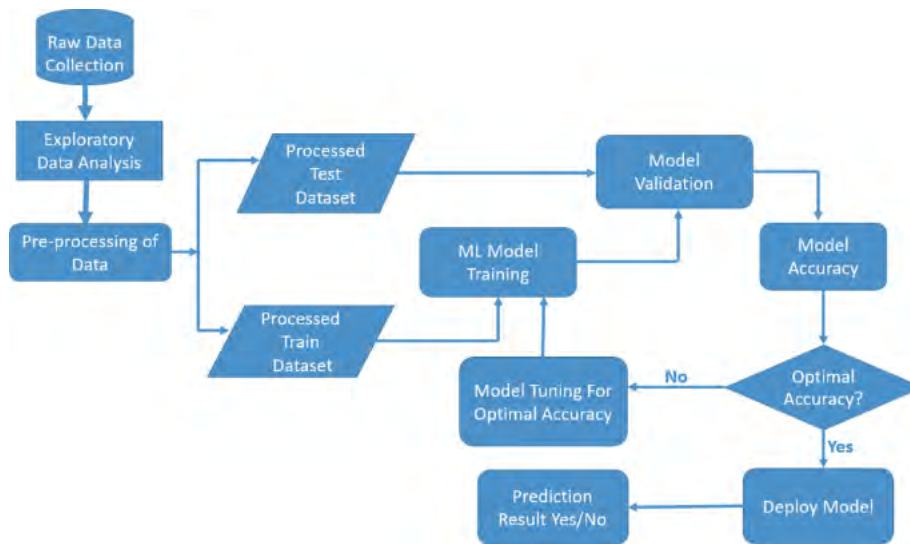 Raw Data
Collection
Exploratory
Data Analysis
Pre-processing of
Data
Processed
Test
Dataset
Processed
Train
Dataset
ML Model
Training
Model
Validation
Model
Accuracy
Optimal
Accuracy?
No
Model Tuning For
Optimal Accuracy
Yes
Deploy Model
Prediction
Result Yes/No